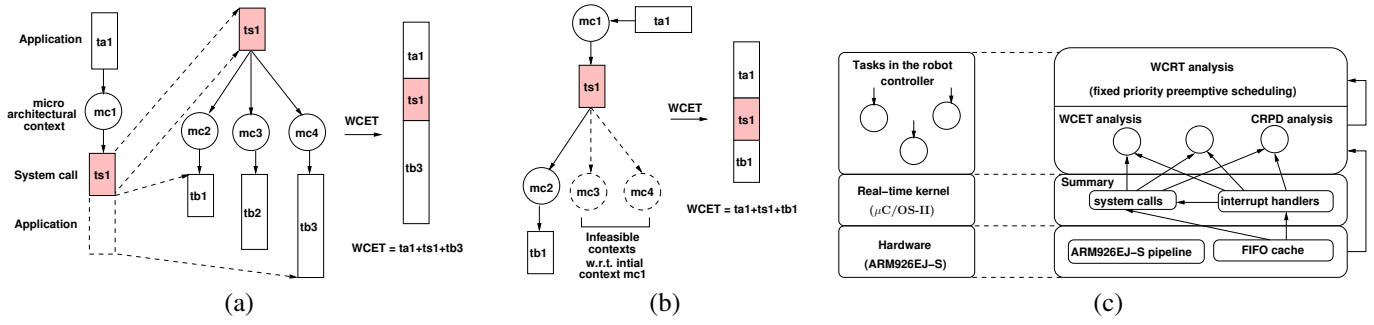 Application
ta1
micro
architectural
context
mc1
System call
ts1
Application
ts1
mc2
mc3
mc4
tb1
tb2
tb3
WCET
ta1
ts1
tb3
WCET = ta1+ts1+tb3
(a)
mc1
ta1
ts1
mc2
mc3
mc4
tb1
Infeasible
contexts
w.r.t. intial
context mc1
WCET
ta1
ts1
tb1
WCET = ta1+ts1+tb1
(b)
Tasks in the robot
controller
Real-time kernel
(μC/OS-II)
Hardware
(ARM926EJ-S)
WCRT analysis
(fixed priority preemptive scheduling)
WCET analysis
CRPD analysis
Summary
system calls
interrupt handlers
ARM926EJ-S pipeline
FIFO cache
(c)